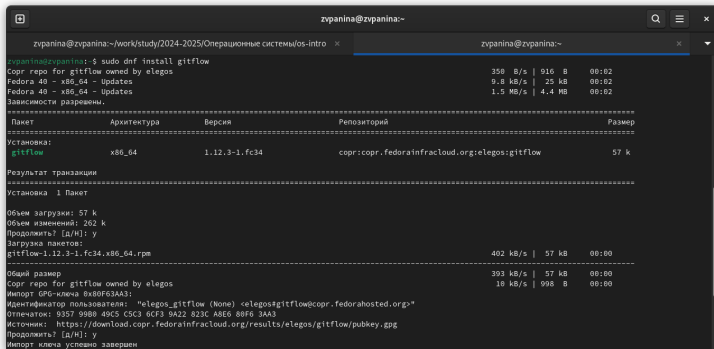 zvpanina@zvpanina:~
zvpanina@zvpanina:~/work/study/2024-2025/Операционные системы/os-intro × zvpanina@zvpanina:~ ×
zvpanina@zvpanina:~$ sudo dnf install gitflow
Copr repo for gitflow owned by elegos 350 B/s | 916 B 00:02
Fedora 40 - x86_64 - Updates 9.8 kB/s | 25 kB 00:02
Fedora 40 - x86_64 - Updates 1.5 MB/s | 4.4 MB 00:02
Зависимости разрешены.
Пакет Архитектура Версия Репозиторий Размер
Установка:
gitflow x86_64 1.12.3-1.fc34 copr:copr.fedorainfracloud.org:elegos:gitflow 57 k
Результат транзакции
Установка 1 Пакет
Объем загрузки: 57 k
Объем изменений: 262 k
Продолжить? [д/Н]: y
Загрузка пакетов:
gitflow-1.12.3-1.fc34.x86_64.rpm 402 kB/s | 57 kB 00:00
Общий размер 393 kB/s | 57 kB 00:00
Copr repo for gitflow owned by elegos 10 kB/s | 998 B 00:00
Импорт GPG-ключа 0x80F63AA3:
Идентификатор пользователя: "elegos_gitflow (None) <elegos#gitflow@copr.fedorahosted.org>"
Отпечаток: 9357 99B0 49C5 C5C3 6CF3 9A22 823C A8E6 80F6 3AA3
Источник: https://download.copr.fedorainfracloud.org/results/elegos/gitflow/pubkey.gpg
Продолжить? [д/Н]: y
Импорт ключа успешно завершен